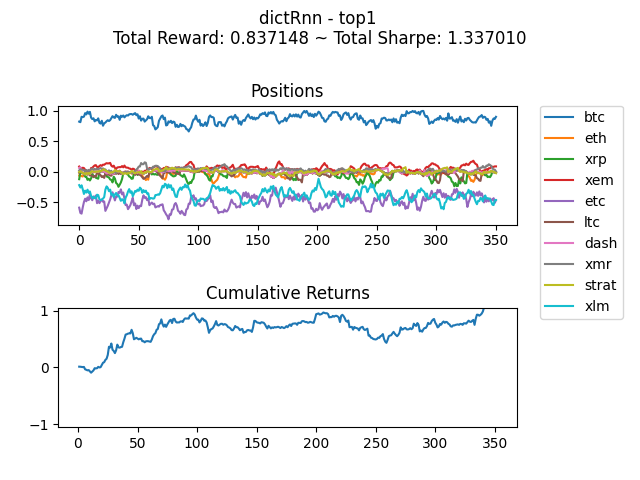 dictRnn - top1
Total Reward: 0.837148 ~ Total Sharpe: 1.337010
Positions
1.0
0.5
0.0
−0.5
0 50 100 150 200 250 300 350
btc
eth
xrp
xem
etc
ltc
dash
xmr
strat
xlm
Cumulative Returns
1
0
−1
0 50 100 150 200 250 300 350